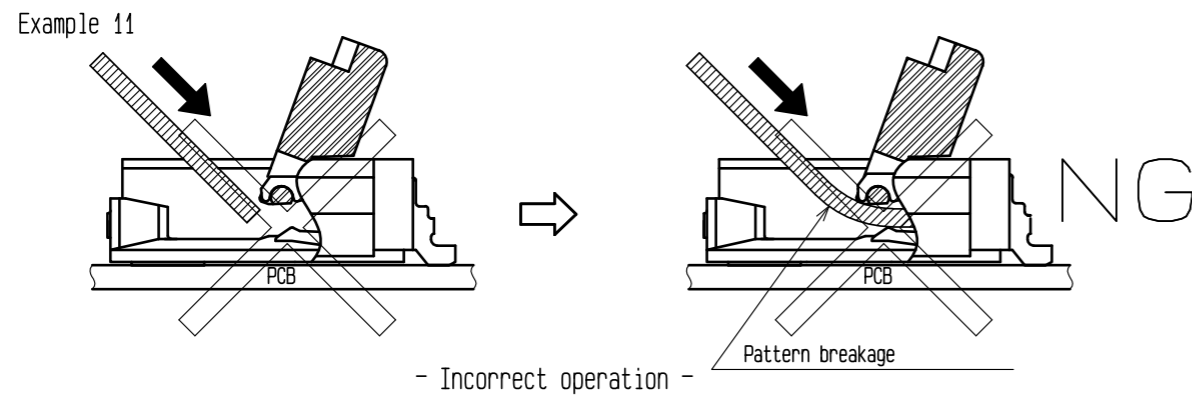 Example 11
NG
PCB
PCB
Pattern breakage
- Incorrect operation -